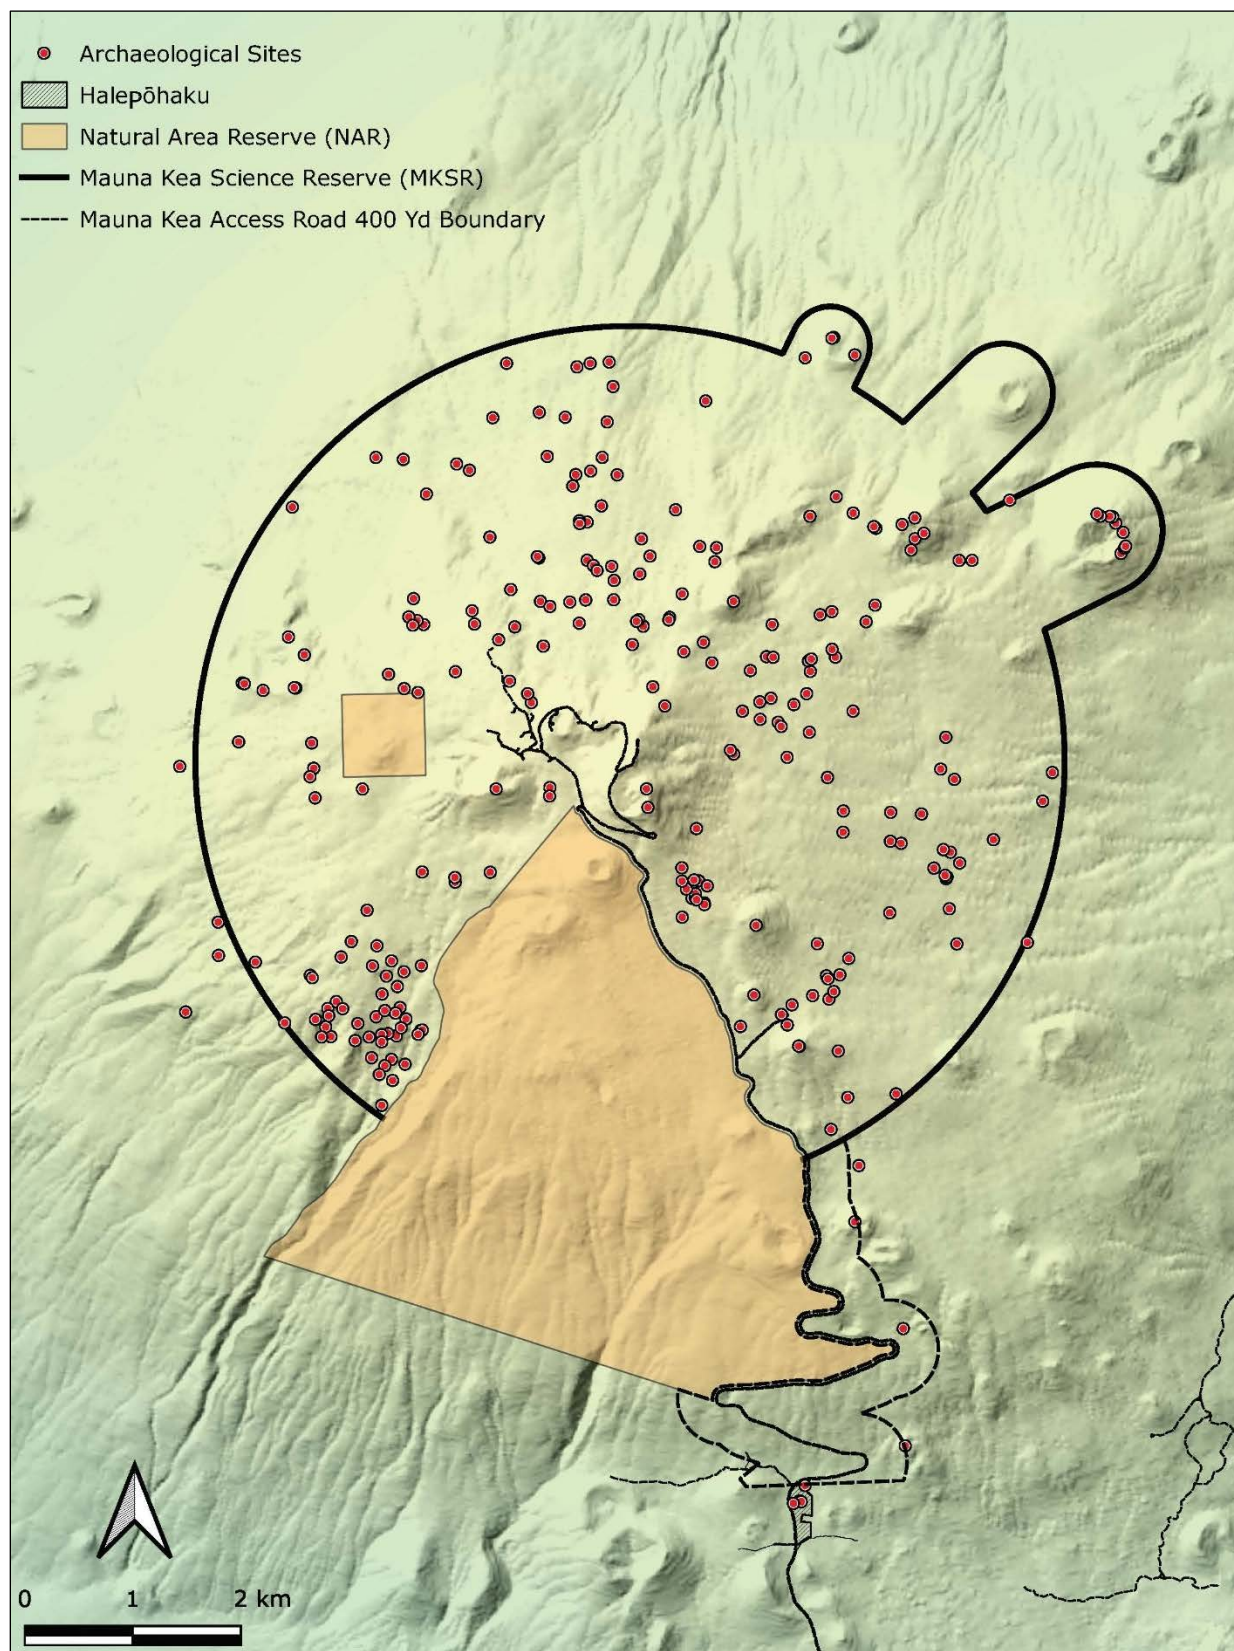 Archaeological Sites
Halepōhaku
Natural Area Reserve (NAR)
Mauna Kea Science Reserve (MKSR)
Mauna Kea Access Road 400 Yd Boundary
0 1 2 km